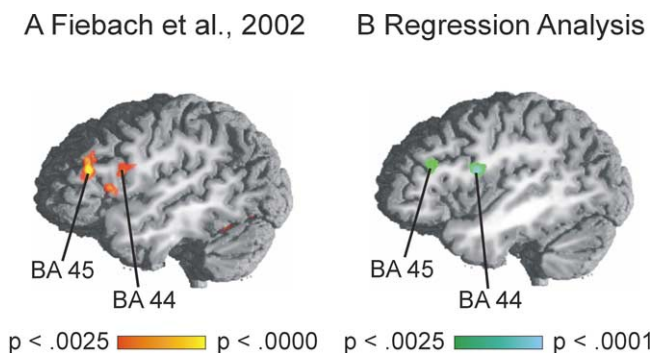 A Fiebach et al., 2002
B Regression Analysis
BA 45
BA 44
BA 45
BA 44
p < .0025
p < .0000
p < .0025
p < .0001